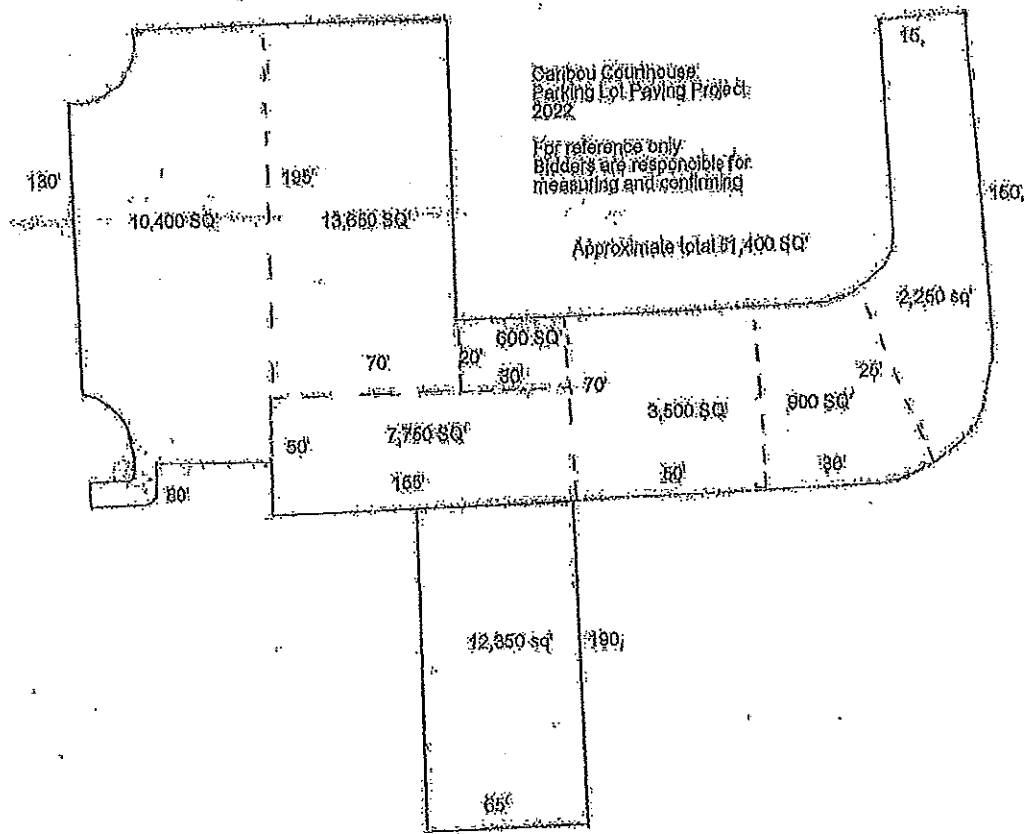 15,
Caribou Courthouse
Parking Lot Paving Project
2022
For reference only
Bidders are responcible for
measuring and confirming
130'
195'
160,
10,400 SQ'
13,650 SQ'
Approximate total 51,400 SQ'
2,250 sq'
600 SQ'
70'
20'
30'
70'
20'
3,500 SQ'
900 SQ'
7,750 SQ'
50'
80'
155'
50'
30'
12,350 sq'
190,
65'